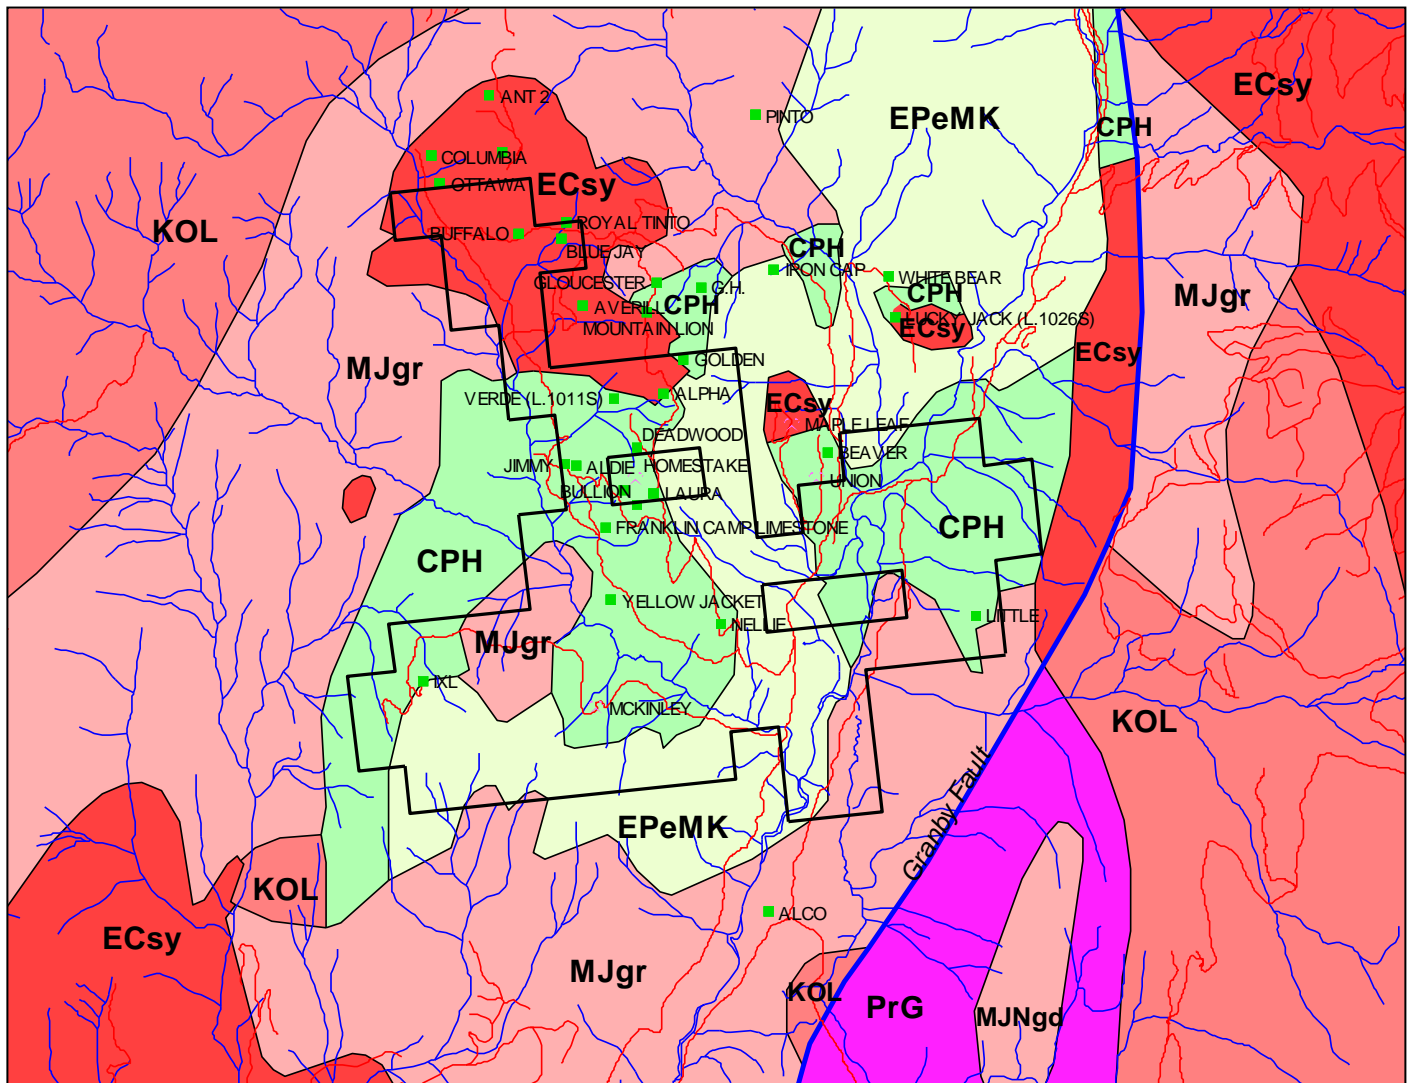 ECsy
ANT 2
PINTO
EPeMK
CPH
COLUMBIA
OTTAWA
ECsy
KOL
ROYAL TINTO
BUFFALO
BLUE JAY
CPH
IRON CAP
WHITE BEAR
GLOUCESTER
G.H.
CPH
CPH
MJgr
AVERILL
LUCKY JACK (L.1026S)
MOUNTAIN LION
ECsy
ECsy
GOLDEN
MJgr
VERDE (L.1011S)
ALPHA
ECsy
MAPLE LEAF
DEADWOOD
BEAVER
JIMMY
ALDIE
HOMESTAKE
BULLION
LAURA
UNION
FRANKLIN CAMP LIMESTONE
CPH
CPH
YELLOW JACKET
NELLIE
LITTLE
MJgr
IXL
MCKINLEY
KOL
Granby Fault
EPeMK
KOL
ALCO
ECsy
MJgr
KOL
PrG
MJNgd